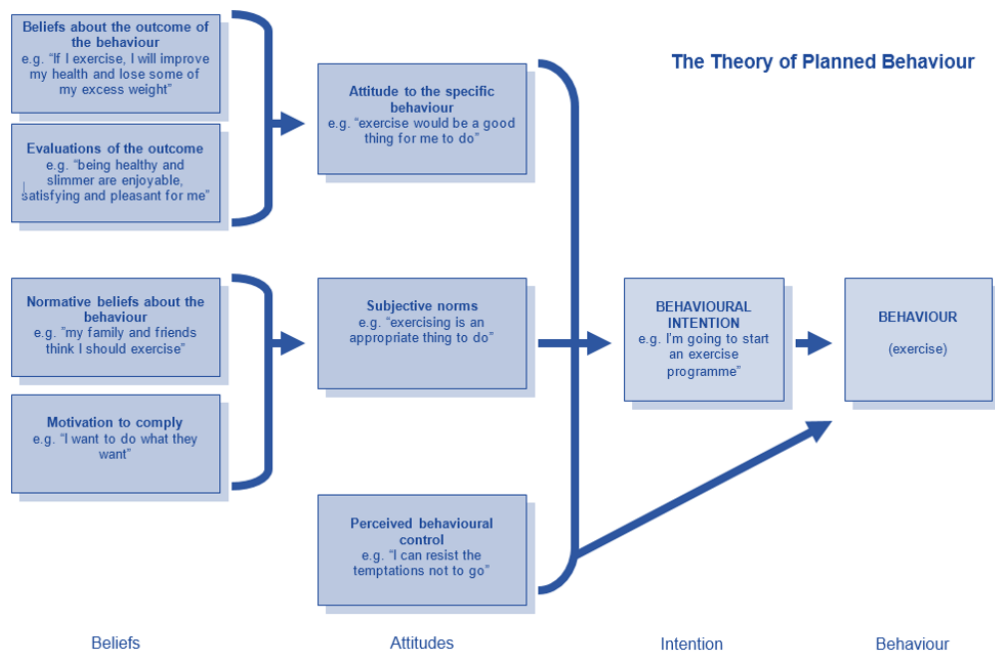 Beliefs about the outcome of
the behaviour
e.g. “If I exercise, I will improve
my health and lose some of
my excess weight”
Evaluations of the outcome
e.g. “being healthy and
slimmer are enjoyable,
satisfying and pleasant for me”
Normative beliefs about the
behaviour
e.g. ”my family and friends
think I should exercise”
Motivation to comply
e.g. “I want to do what they
want”
Attitude to the specific
behaviour
e.g. “exercise would be a good
thing for me to do”
Subjective norms
e.g. “exercising is an
appropriate thing to do”
Perceived behavioural
control
e.g. “I can resist the
temptations not to go”
The Theory of Planned Behaviour
BEHAVIOURAL
INTENTION
e.g. I’m going to start
an exercise
programme”
BEHAVIOUR
(exercise)
Beliefs
Attitudes
Intention
Behaviour